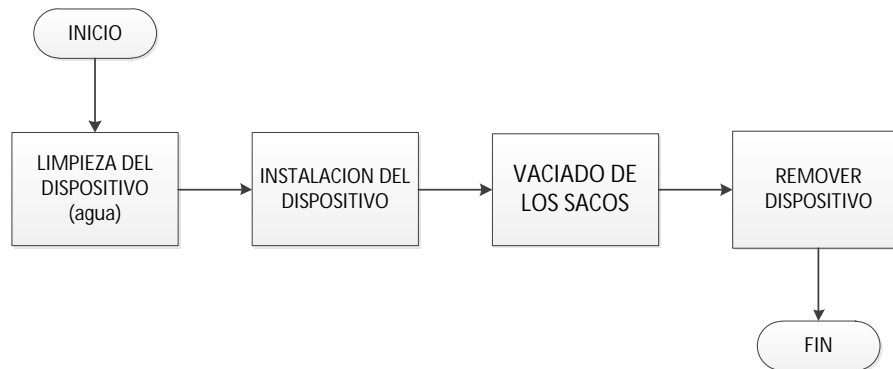 INICIO
LIMPIEZA DEL
DISPOSITIVO
(agua)
INSTALACION DEL
DISPOSITIVO
VACIADO DE
LOS SACOS
REMOVER
DISPOSITIVO
FIN